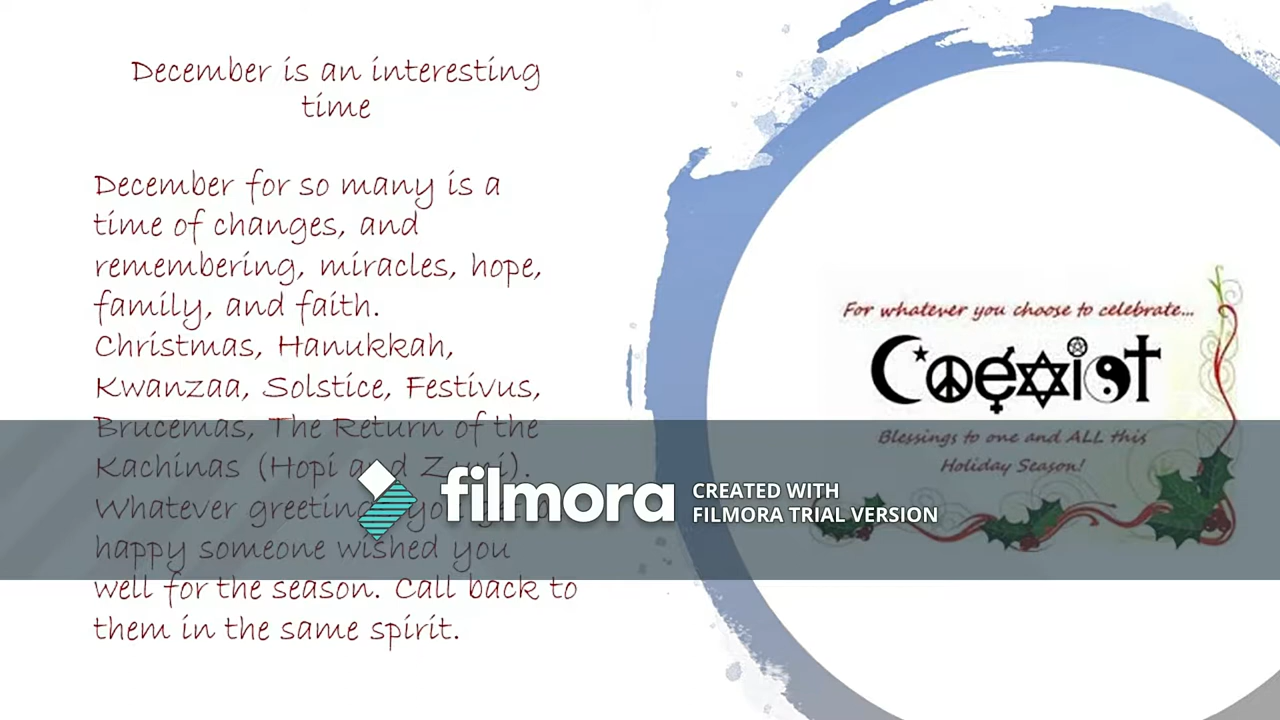 December is an interesting
time
December for so many is a
time of changes, and
remembering, miracles, hope,
family, and faith.
Christmas, Hanukkah,
Kwanzaa, Solstice, Festivus,
Brucemas, The Return of the
Kachinas (Hopi and Zuni).
Whatever greeting
happy someone wished you
well for the season. Call back to
them in the same spirit.
For whatever you choose to celebrate...
Coexist
Blessings to one and ALL this
Holiday Season!
filmora
CREATED WITH
FILMORA TRIAL VERSION